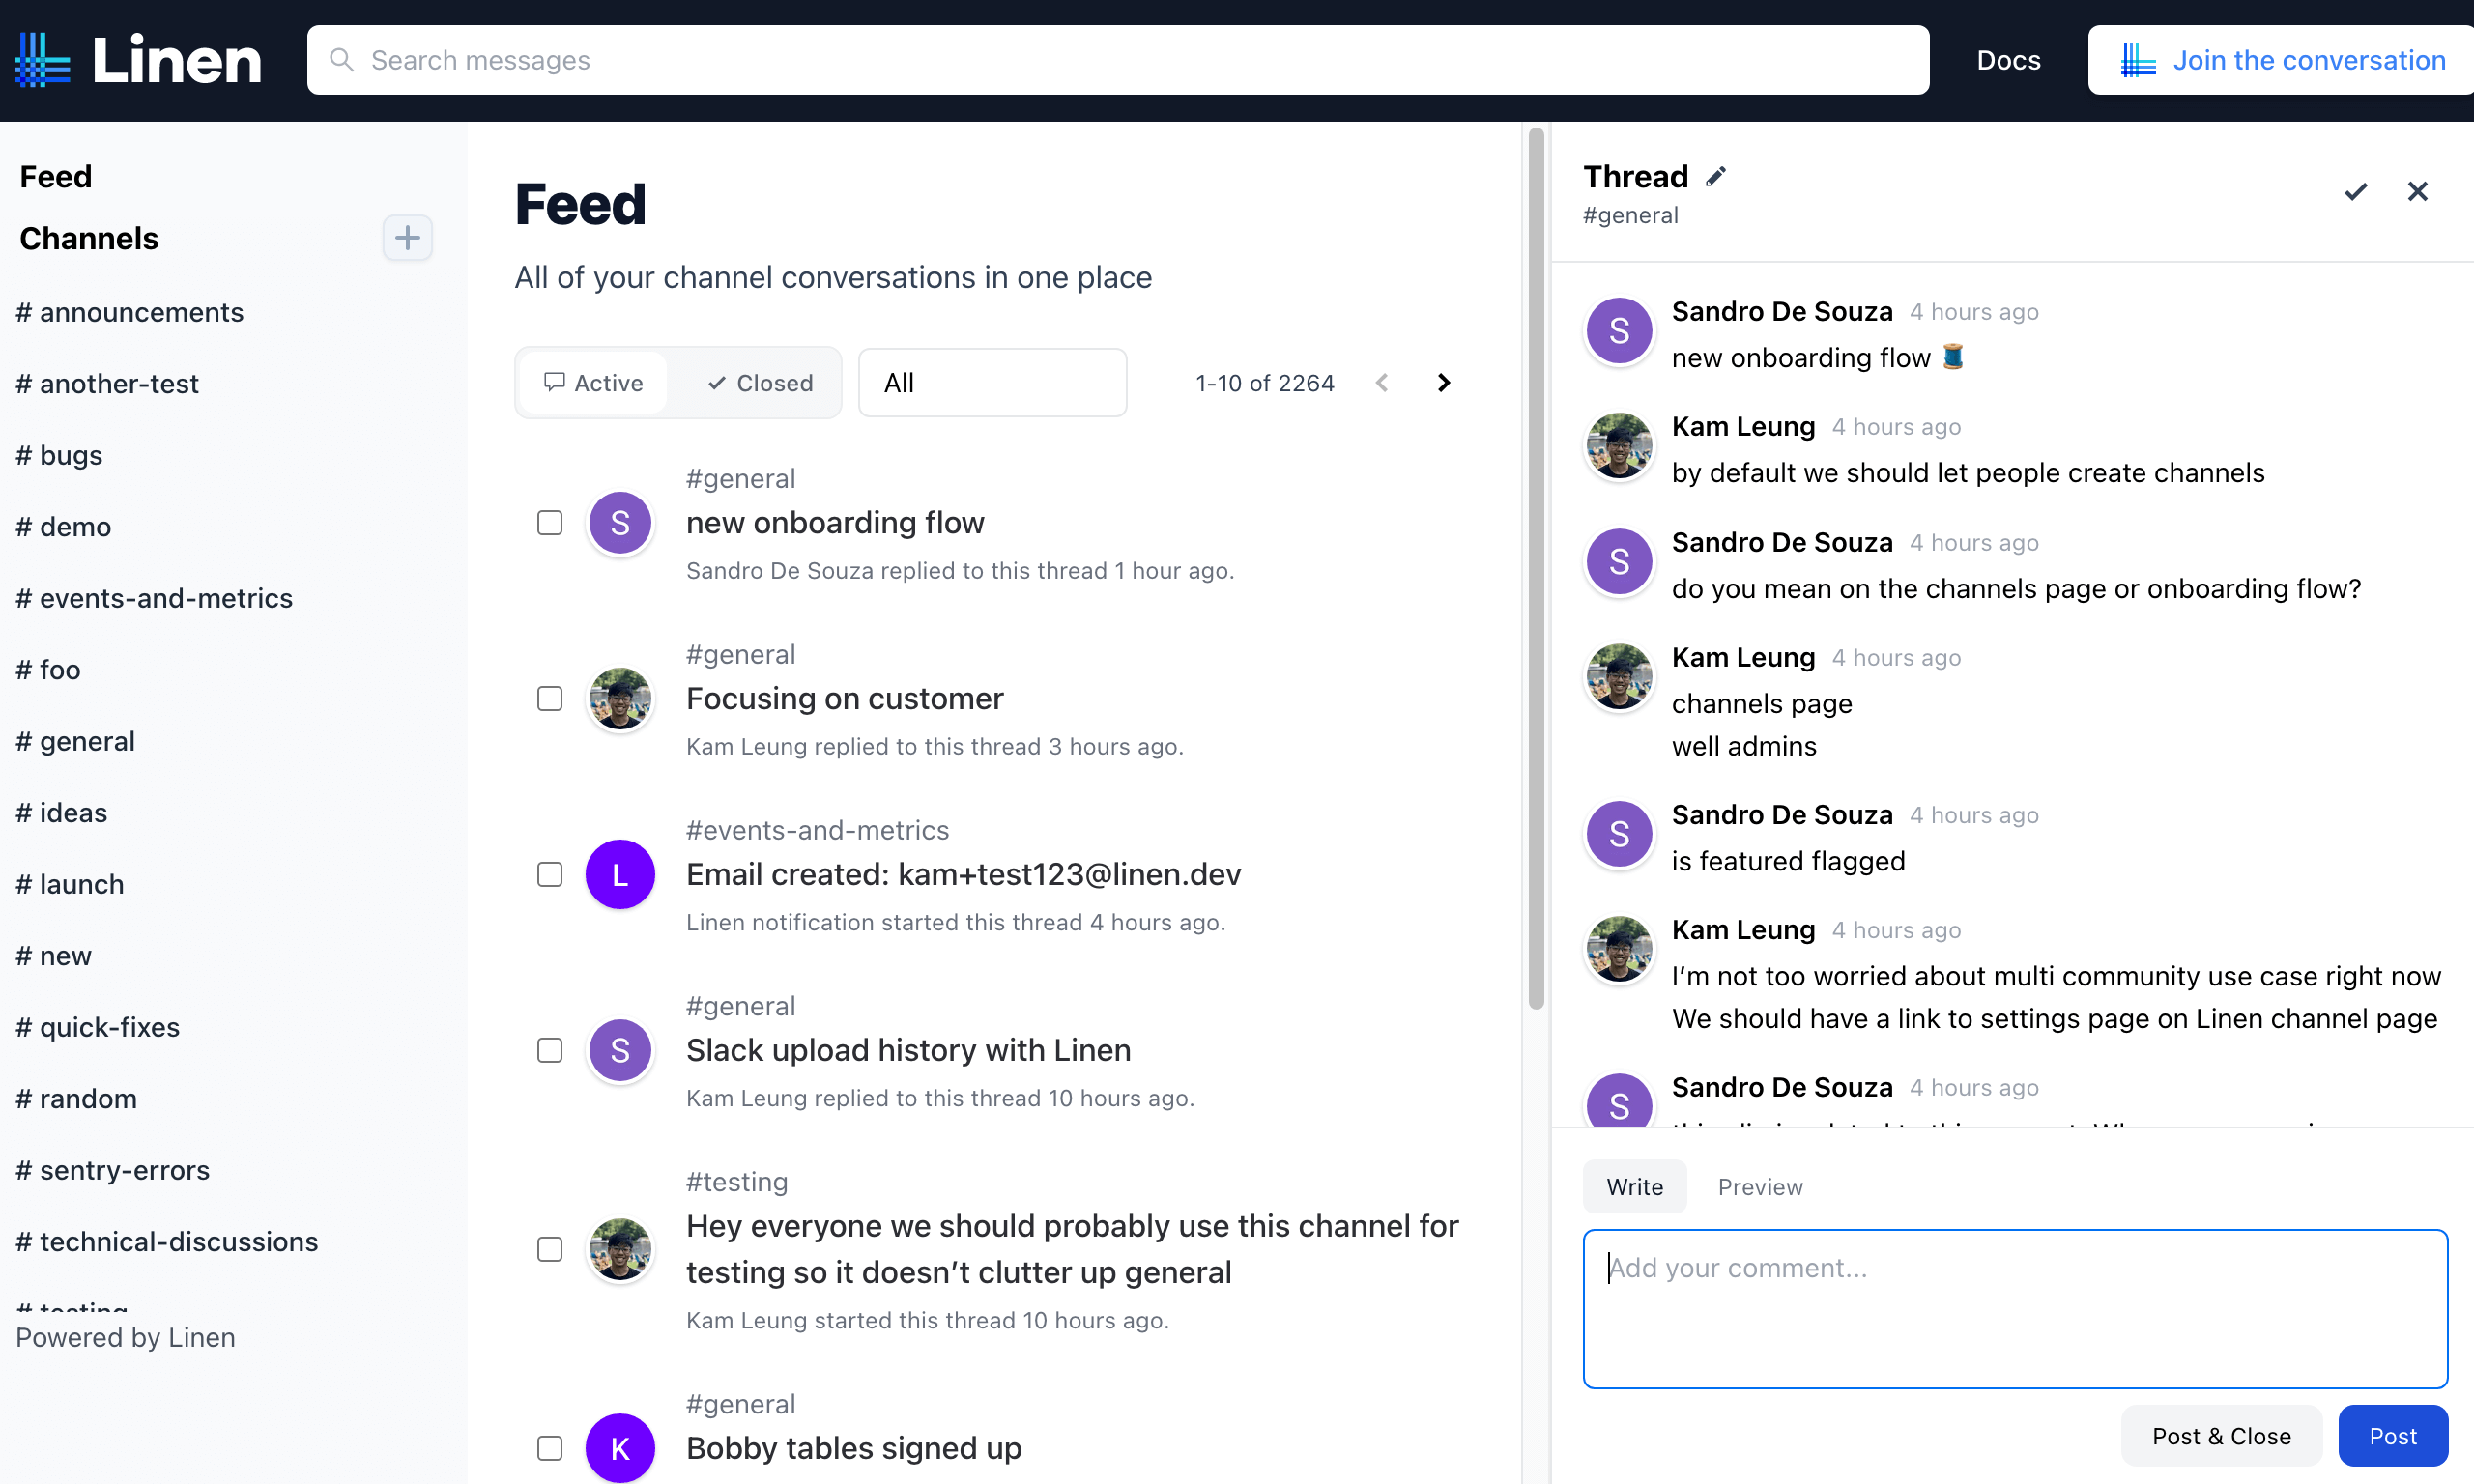 Linen
Search messages
Docs
Join the conversation
Feed
Channels
# announcements
# another-test
# bugs
# demo
# events-and-metrics
# foo
# general
# ideas
# launch
# new
# quick-fixes
# random
# sentry-errors
# technical-discussions
# testing
Powered by Linen
Feed
All of your channel conversations in one place
Active
Closed
All
1-10 of 2264
#general
S
new onboarding flow
Sandro De Souza replied to this thread 1 hour ago.
#general
Focusing on customer
Kam Leung replied to this thread 3 hours ago.
#events-and-metrics
L
Email created: kam+test123@linen.dev
Linen notification started this thread 4 hours ago.
#general
S
Slack upload history with Linen
Kam Leung replied to this thread 10 hours ago.
#testing
Hey everyone we should probably use this channel for
testing so it doesn’t clutter up general
Kam Leung started this thread 10 hours ago.
#general
K
Bobby tables signed up
Thread
#general
S
Sandro De Souza 4 hours ago
new onboarding flow 🧵
Kam Leung 4 hours ago
by default we should let people create channels
S
Sandro De Souza 4 hours ago
do you mean on the channels page or onboarding flow?
Kam Leung 4 hours ago
channels page
well admins
S
Sandro De Souza 4 hours ago
is featured flagged
Kam Leung 4 hours ago
I’m not too worried about multi community use case right now
We should have a link to settings page on Linen channel page
S
Sandro De Souza 4 hours ago
Write
Preview
Add your comment...
Post & Close
Post